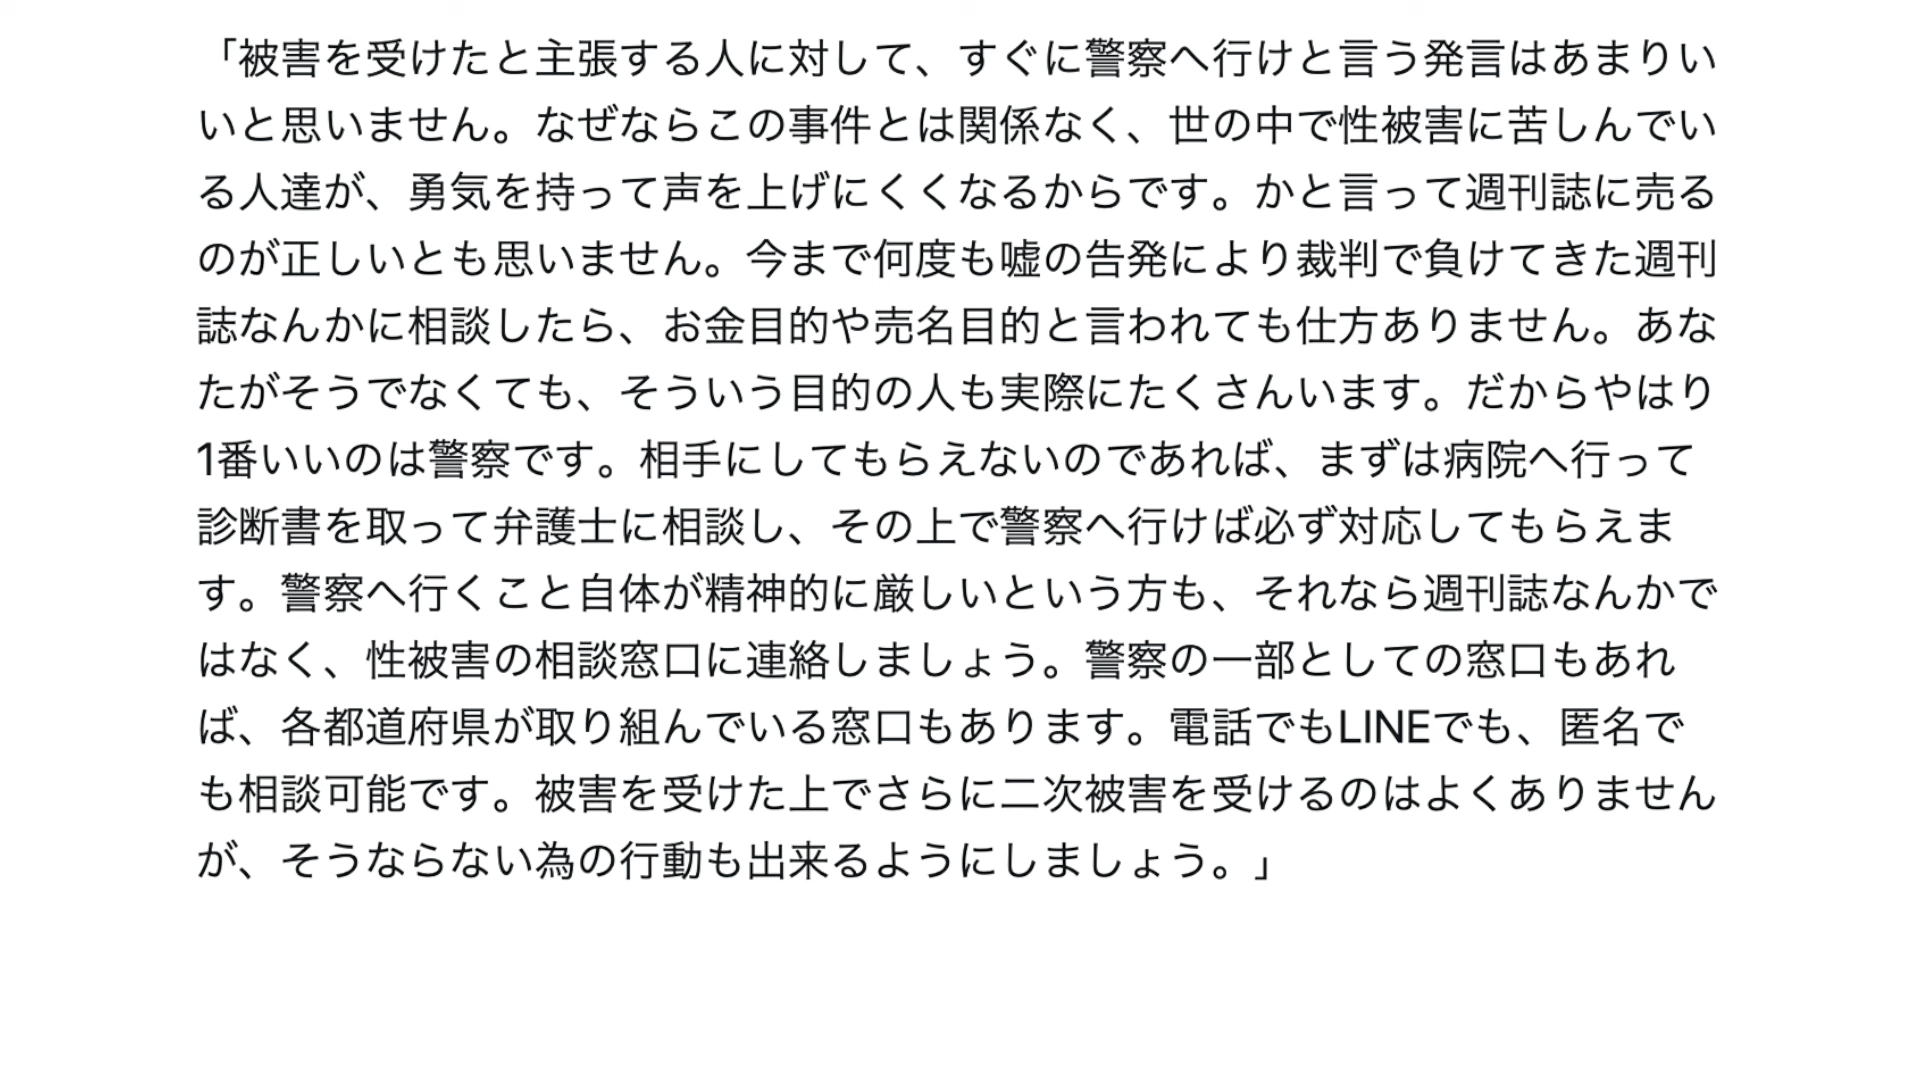 「被害を受けたと主張する人に対して、すぐに警察へ行けと言う発言はあまりい
いと思いません。なぜならこの事件とは関係なく、世の中で性被害に苦しんでい
る人達が、勇気を持って声を上げにくくなるからです。かと言って週刊誌に売る
のが正しいとも思いません。今まで何度も嘘の告発により裁判で負けてきた週刊
誌なんかに相談したら、お金目的や売名目的と言われても仕方ありません。あな
たがそうでなくても、そういう目的の人も実際にたくさんいます。だからやはり
1番いいのは警察です。相手にしてもらえないのであれば、まずは病院へ行って
診断書を取って弁護士に相談し、その上で警察へ行けば必ず対応してもらえま
す。警察へ行くこと自体が精神的に厳しいという方も、それなら週刊誌なんかで
はなく、性被害の相談窓口に連絡しましょう。警察の一部としての窓口もあれ
ば、各都道府県が取り組んでいる窓口もあります。電話でもLINEでも、匿名で
も相談可能です。被害を受けた上でさらに二次被害を受けるのはよくありません
が、そうならない為の行動も出来るようにしましょう。」